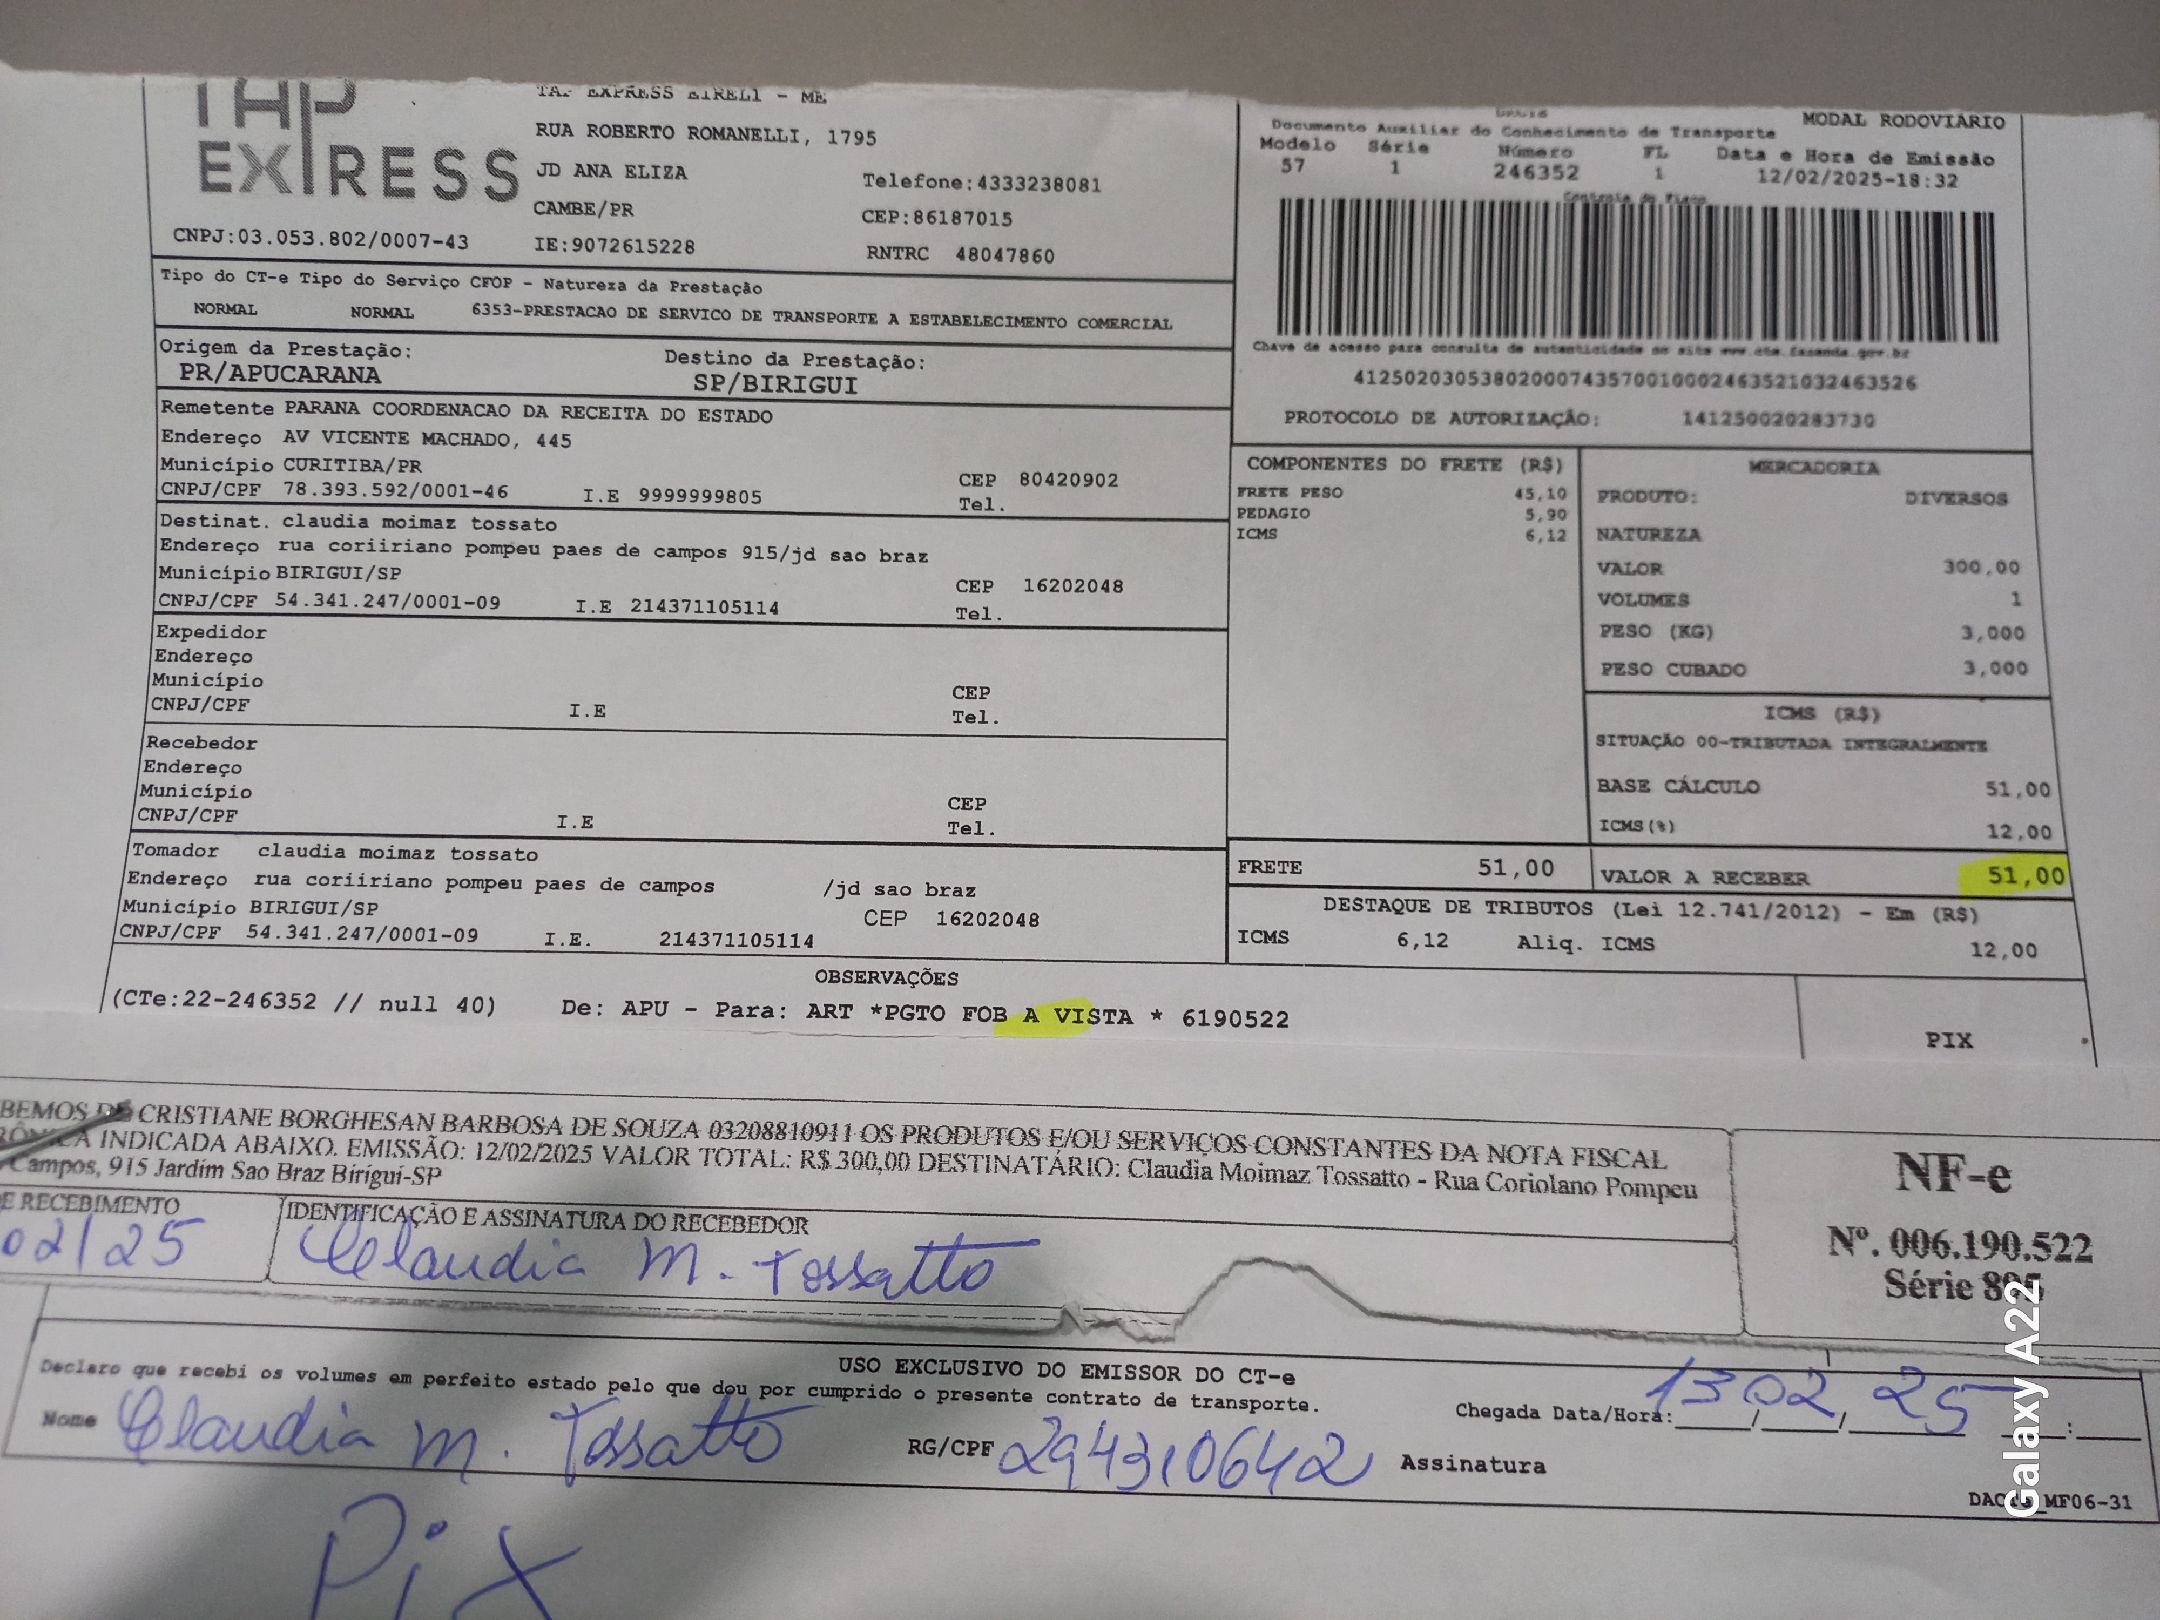 TAP
EXPRESS
CNPJ:03.053.802/0007-43
TAP EXPRESS EIRELI - ME
RUA ROBERTO ROMANELLI, 1795
JD ANA ELIZA
Telefone:4333238081
CAMBE/PR
CEP:86187015
IE:9072615228
RNTRC 48047860
MODAL RODOVIÁRIO
Documento Auxiliar do Conhecimento de Transporte
Modelo Série Número FL Data e Hora de Emissão
57 1 246352 1 12/02/2025-18:32
Controle do Fisco
Chave de acesso para consulta de autenticidade no site www.cte.fazenda.gov.br
41250203053802000743570010002463521032463526
PROTOCOLO DE AUTORIZAÇÃO: 141250020283730
Tipo do CT-e Tipo do Serviço CFOP - Natureza da Prestação
NORMAL NORMAL 6353-PRESTACAO DE SERVICO DE TRANSPORTE A ESTABELECIMENTO COMERCIAL
Origem da Prestação: Destino da Prestação:
PR/APUCARANA SP/BIRIGUI
Remetente PARANA COORDENACAO DA RECEITA DO ESTADO
Endereço AV VICENTE MACHADO, 445
Município CURITIBA/PR CEP 80420902
CNPJ/CPF 78.393.592/0001-46 I.E 9999999805 Tel.
Destinat. claudia moimaz tossato
Endereço rua coriiriano pompeu paes de campos 915/jd sao braz
Município BIRIGUI/SP CEP 16202048
CNPJ/CPF 54.341.247/0001-09 I.E 214371105114 Tel.
Expedidor
Endereço
Município CEP
CNPJ/CPF I.E Tel.
Recebedor
Endereço
Município CEP
CNPJ/CPF I.E Tel.
Tomador claudia moimaz tossato
Endereço rua coriiriano pompeu paes de campos /jd sao braz
Município BIRIGUI/SP CEP 16202048
CNPJ/CPF 54.341.247/0001-09 I.E. 214371105114
COMPONENTES DO FRETE (R$)
FRETE PESO 45,10
PEDAGIO 5,90
ICMS 6,12
MERCADORIA
PRODUTO: DIVERSOS
NATUREZA
VALOR 300,00
VOLUMES 1
PESO (KG) 3,000
PESO CUBADO 3,000
ICMS (R$)
SITUAÇÃO 00-TRIBUTADA INTEGRALMENTE
BASE CÁLCULO 51,00
ICMS(%) 12,00
FRETE 51,00 VALOR A RECEBER 51,00
DESTAQUE DE TRIBUTOS (Lei 12.741/2012) - Em (R$)
ICMS 6,12 Aliq. ICMS 12,00
OBSERVAÇÕES
(CTe:22-246352 // null 40) De: APU - Para: ART *PGTO FOB A VISTA * 6190522
PIX
BEMOS DE CRISTIANE BORGHESAN BARBOSA DE SOUZA 03208810911 OS PRODUTOS E/OU SERVIÇOS CONSTANTES DA NOTA FISCAL
RÔNICA INDICADA ABAIXO. EMISSÃO: 12/02/2025 VALOR TOTAL: R$ 300,00 DESTINATÁRIO: Claudia Moimaz Tossatto - Rua Coriolano Pompeu
Campos, 915 Jardim Sao Braz Birigui-SP
E RECEBIMENTO IDENTIFICAÇÃO E ASSINATURA DO RECEBEDOR
02/25 Claudia M. Tossatto
NF-e
Nº. 006.190.522
Série 895
USO EXCLUSIVO DO EMISSOR DO CT-e
Declaro que recebi os volumes em perfeito estado pelo que dou por cumprido o presente contrato de transporte.
Nome Claudia M. Tossatto RG/CPF 294310642 Assinatura
Chegada Data/Hora: 13/02/25 :
DACTE_MF06-31
Pix
Galaxy A22